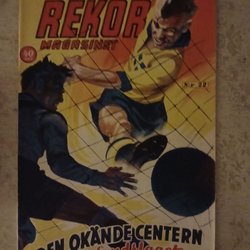 REKOR
MAGASINET
Nr 22
DEN OKÄNDE CENTERN